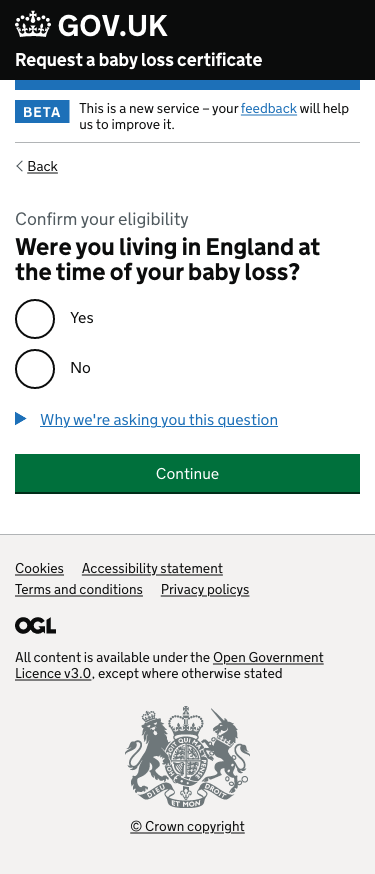 GOV.UK
Request a baby loss certificate
BETA
This is a new service – your feedback will help
us to improve it.
Back
Confirm your eligibility
Were you living in England at
the time of your baby loss?
Yes
No
Why we're asking you this question
Continue
Cookies Accessibility statement
Terms and conditions Privacy policys
OGL
All content is available under the Open Government
Licence v3.0, except where otherwise stated
DIEU ET MON
© Crown copyright